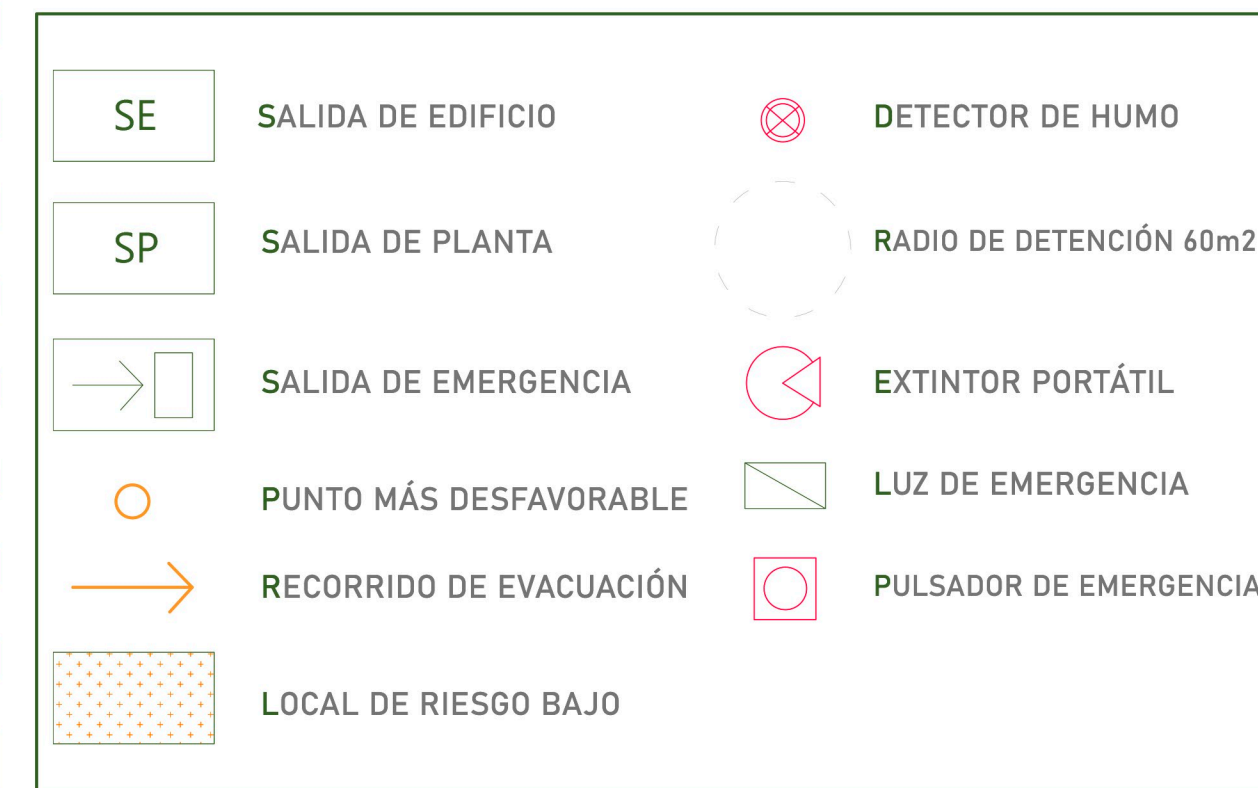 SE SALIDA DE EDIFICIO
SP SALIDA DE PLANTA
SALIDA DE EMERGENCIA
PUNTO MÁS DESFAVORABLE
RECORRIDO DE EVACUACIÓN
LOCAL DE RIESGO BAJO
DETECTOR DE HUMO
RADIO DE DETENCIÓN 60m2
EXTINTOR PORTÁTIL
LUZ DE EMERGENCIA
PULSADOR DE EMERGENCIA